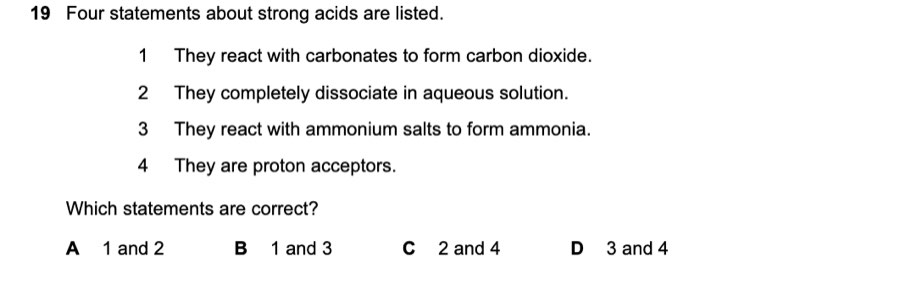 19 Four statements about strong acids are listed.
1 They react with carbonates to form carbon dioxide.
2 They completely dissociate in aqueous solution.
3 They react with ammonium salts to form ammonia.
4 They are proton acceptors.
Which statements are correct?
A 1 and 2 B 1 and 3 C 2 and 4 D 3 and 4